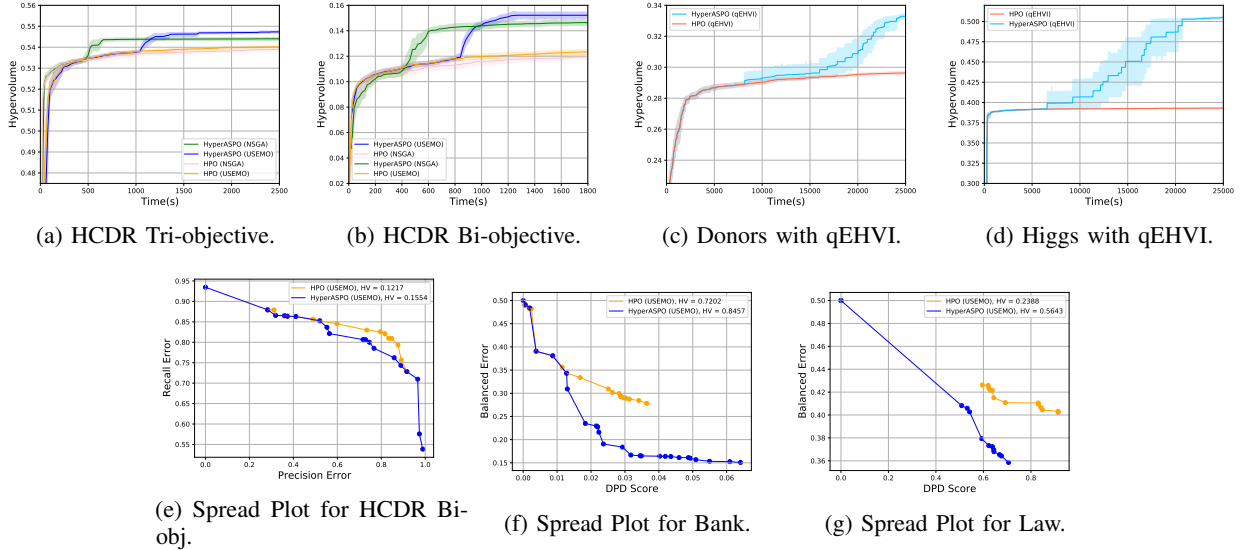 0.56
0.55
0.54
0.53
0.52
0.51
0.50
0.49
0.48
Hypervolume
HyperASPO (NSGA)
HyperASPO (USEMO)
HPO (NSGA)
HPO (USEMO)
0 500 1000 1500 2000 2500
Time(s)
(a) HCDR Tri-objective.
0.16
0.14
0.12
0.10
0.08
0.06
0.04
0.02
Hypervolume
HPO (NSGA)
HyperASPO (USEMO)
HyperASPO (NSGA)
HPO (USEMO)
0 200 400 600 800 1000 1200 1400 1600 1800
Time(s)
(b) HCDR Bi-objective.
0.34
0.32
0.30
0.28
0.26
0.24
Hypervolume
HyperASPO (qEHVI)
HPO (qEHVI)
0 5000 10000 15000 20000 25000
Time(s)
(c) Donors with qEHVI.
0.500
0.475
0.450
0.425
0.400
0.375
0.350
0.325
0.300
Hypervolume
HPO (qEHVI)
HyperASPO (qEHVI)
0 5000 10000 15000 20000 25000
Time(s)
(d) Higgs with qEHVI.
0.95
0.90
0.85
0.80
0.75
0.70
0.65
0.60
0.55
Recall Error
HPO (USEMO), HV = 0.1217
HyperASPO (USEMO), HV = 0.1554
0.0 0.2 0.4 0.6 0.8 1.0
Precision Error
(e) Spread Plot for HCDR Bi-
obj.
0.50
0.45
0.40
0.35
0.30
0.25
0.20
0.15
Balanced Error
HPO (USEMO), HV = 0.7202
HyperASPO (USEMO), HV = 0.8457
0.00 0.01 0.02 0.03 0.04 0.05 0.06
DPD Score
(f) Spread Plot for Bank.
0.50
0.48
0.46
0.44
0.42
0.40
0.38
0.36
Balanced Error
HPO (USEMO), HV = 0.2388
HyperASPO (USEMO), HV = 0.5643
0.0 0.2 0.4 0.6 0.8
DPD Score
(g) Spread Plot for Law.